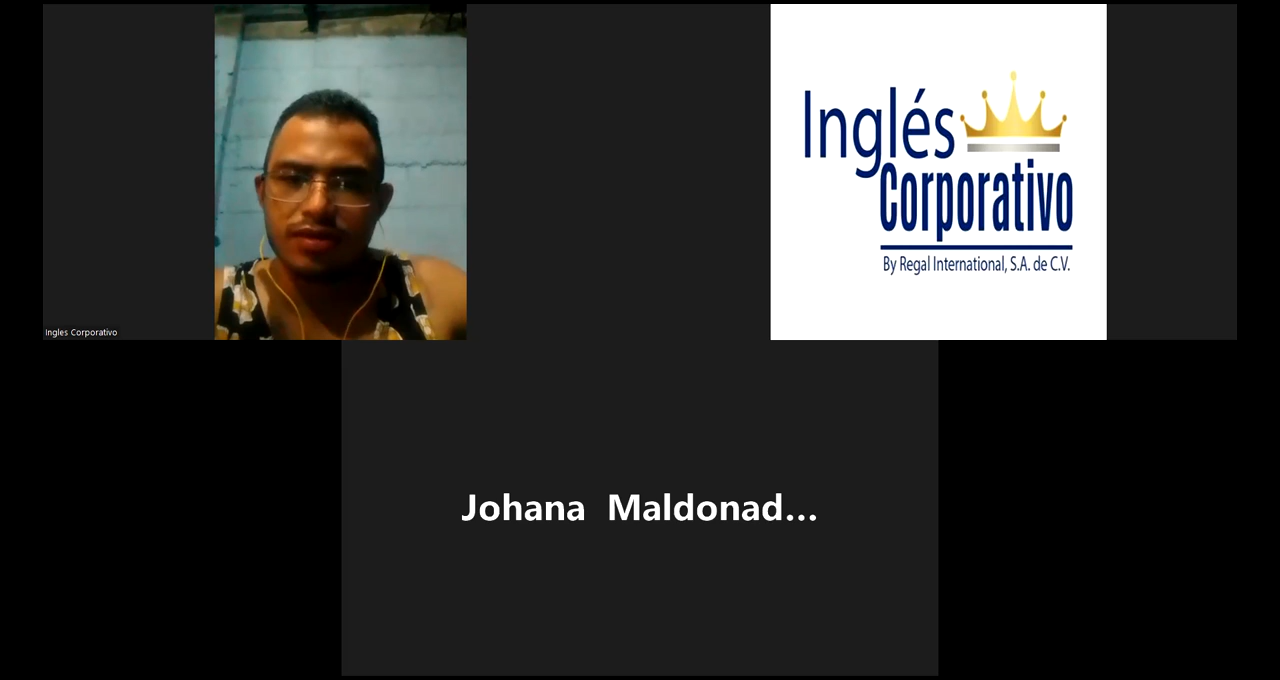 Inglés
Corporativo
By Regal International, S.A. de C.V.
Ingles Corporativo
Johana Maldonad...